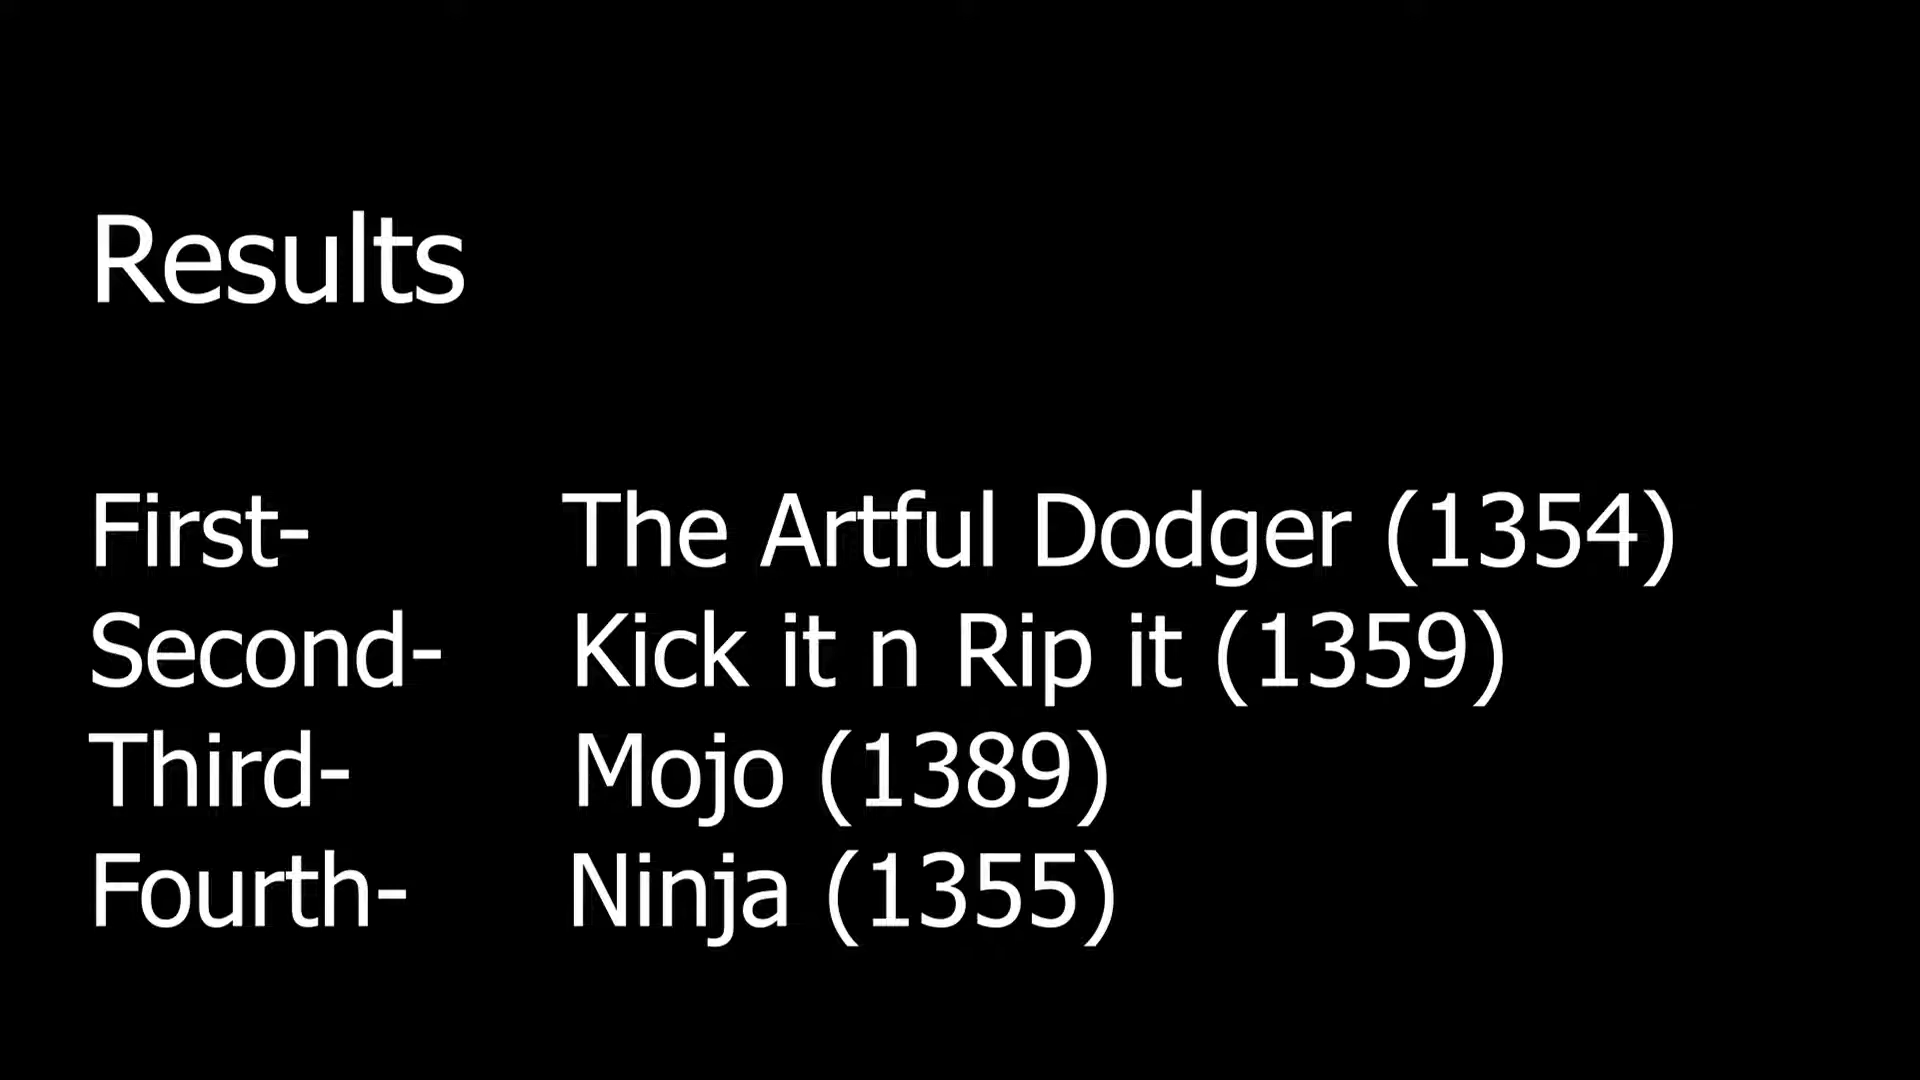 Results
First- The Artful Dodger (1354)
Second- Kick it n Rip it (1359)
Third- Mojo (1389)
Fourth- Ninja (1355)